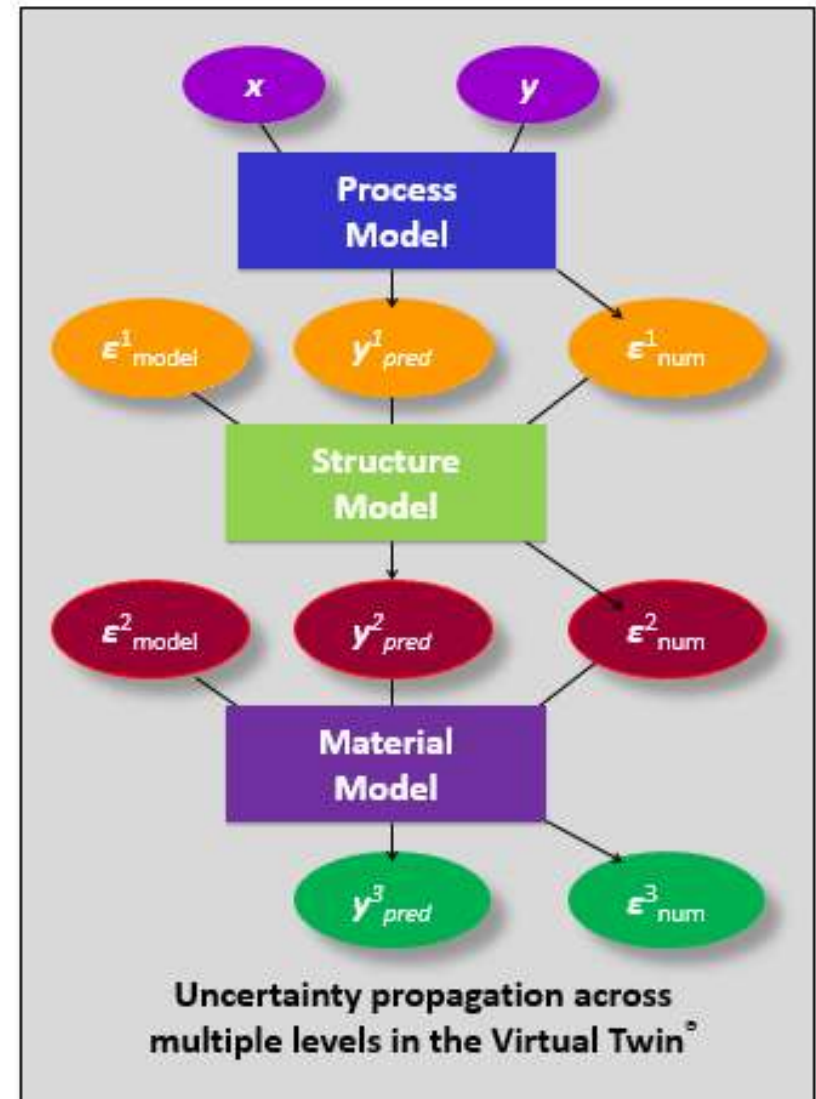 x y
Process
Model
ε¹model y¹pred ε¹num
Structure
Model
ε²model y²pred ε²num
Material
Model
y³pred ε³num
Uncertainty propagation across
multiple levels in the Virtual Twin®